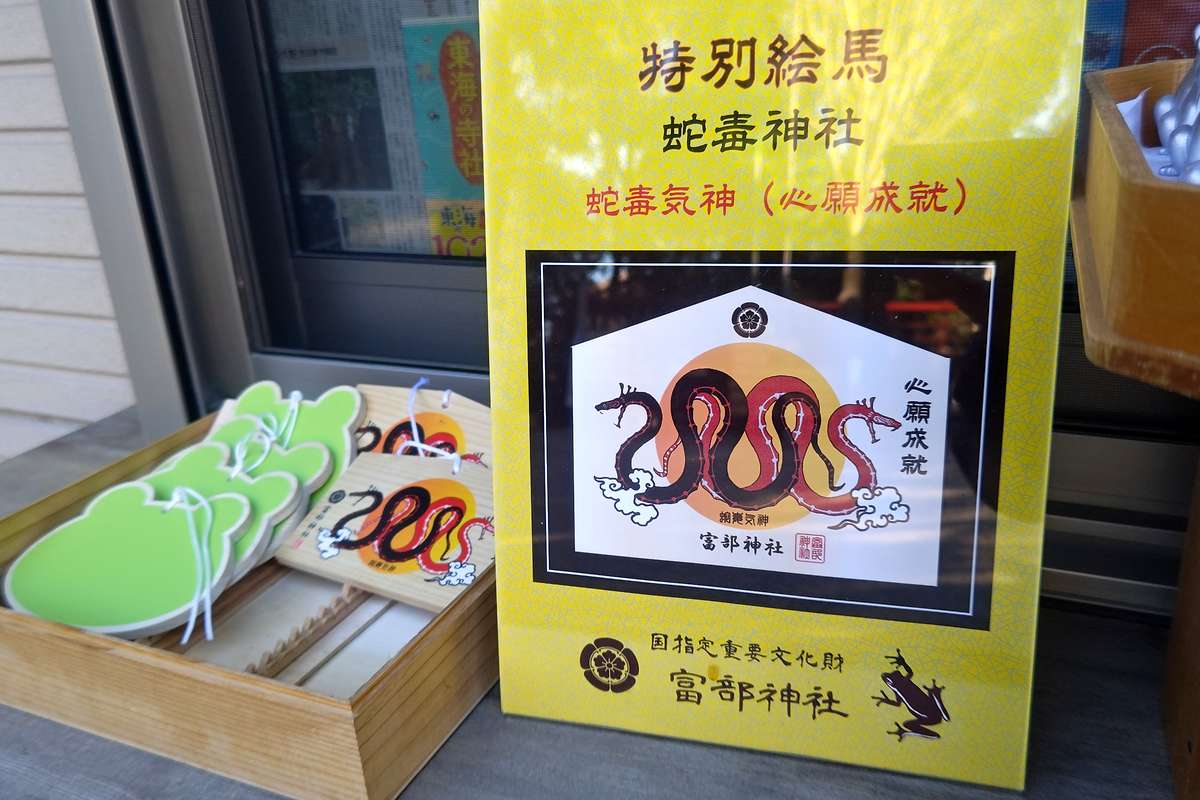 特別絵馬
蛇毒神社
蛇毒気神（心願成就）
心願成就
蛇毒気神
富部神社
国指定重要文化財
富部神社
東海の寺社
東海